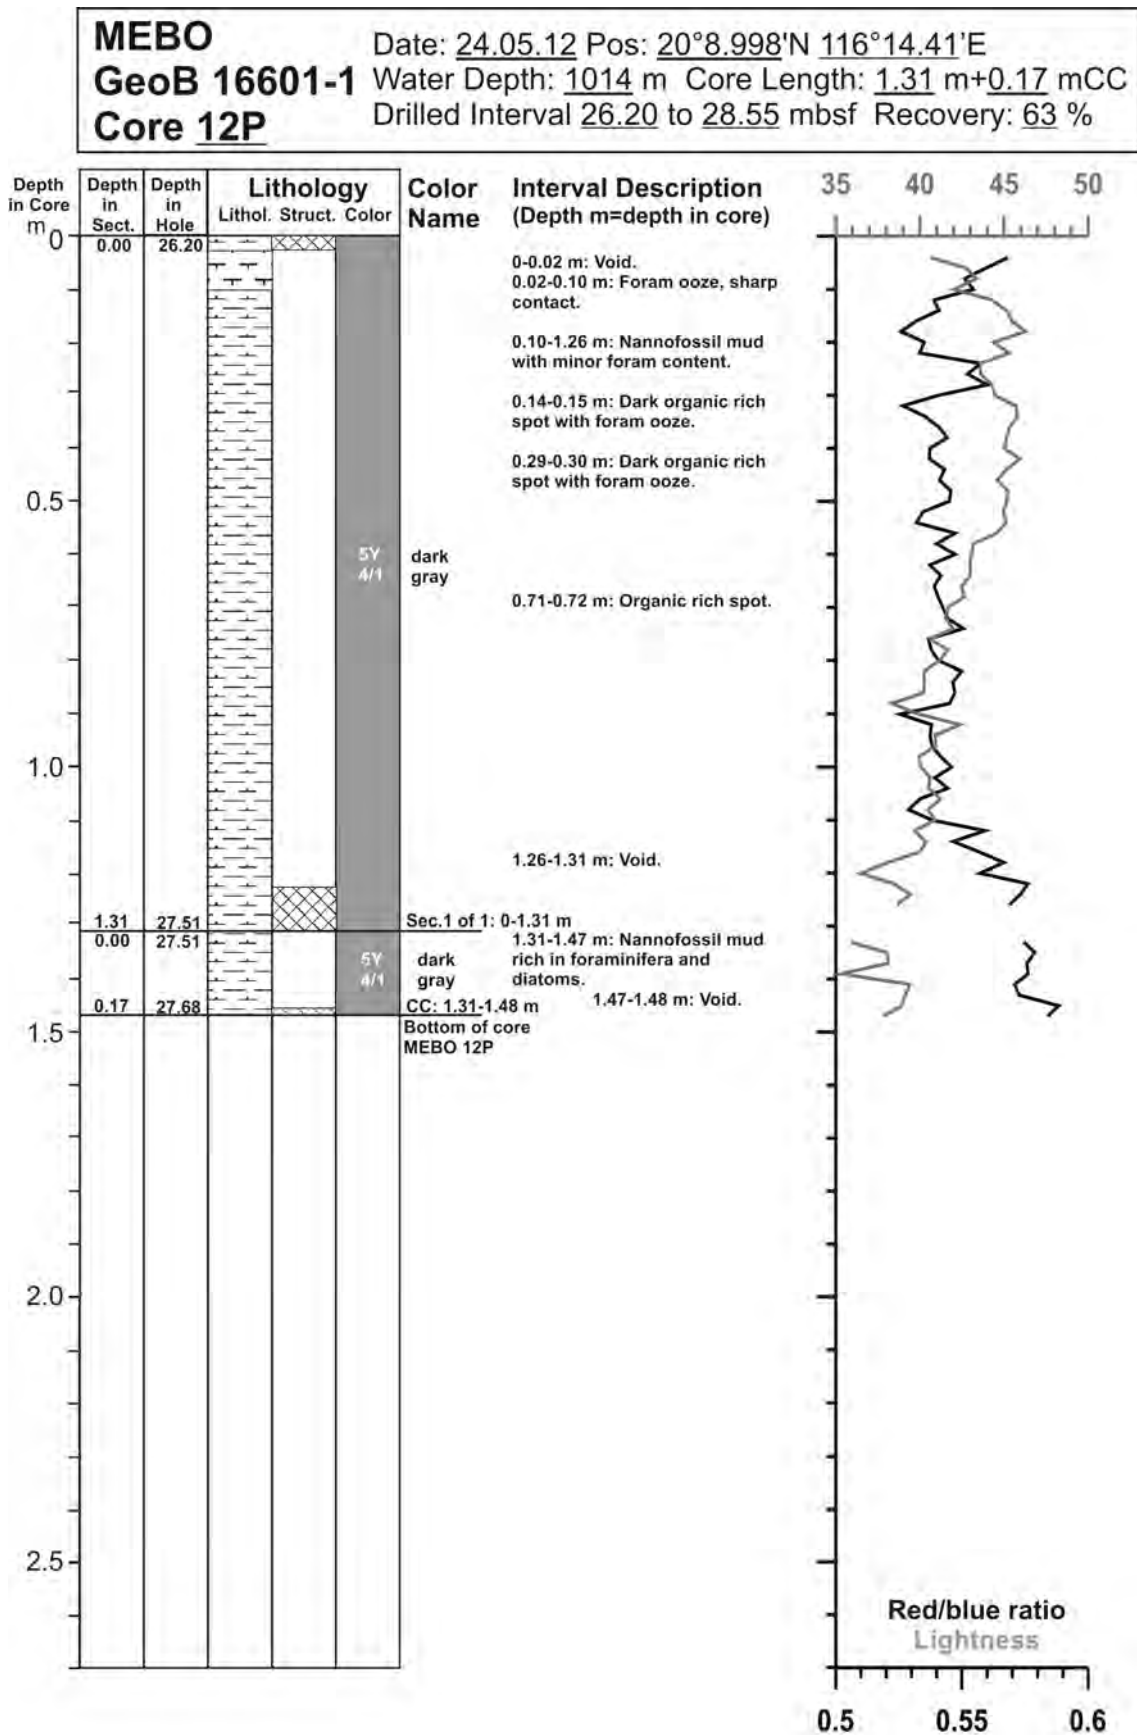 MEBO
GeoB 16601-1
Core 12P
Date: 24.05.12 Pos: 20°8.998'N 116°14.41'E
Water Depth: 1014 m Core Length: 1.31 m+0.17 mCC
Drilled Interval 26.20 to 28.55 mbsf Recovery: 63 %
Depth in Core m
Depth in Sect.
Depth in Hole
Lithology
Lithol. Struct. Color
Color Name
Interval Description
(Depth m=depth in core)
35 40 45 50
0
0.00 26.20
0-0.02 m: Void.
0.02-0.10 m: Foram ooze, sharp
contact.
0.10-1.26 m: Nannofossil mud
with minor foram content.
0.14-0.15 m: Dark organic rich
spot with foram ooze.
0.29-0.30 m: Dark organic rich
spot with foram ooze.
0.5
5Y
4/1
dark
gray
0.71-0.72 m: Organic rich spot.
1.0
1.26-1.31 m: Void.
1.31 27.51
Sec.1 of 1: 0-1.31 m
0.00 27.51
1.31-1.47 m: Nannofossil mud
rich in foraminifera and
diatoms.
5Y
4/1
dark
gray
1.47-1.48 m: Void.
0.17 27.68
CC: 1.31-1.48 m
1.5
Bottom of core
MEBO 12P
2.0
2.5
Red/blue ratio
Lightness
0.5 0.55 0.6